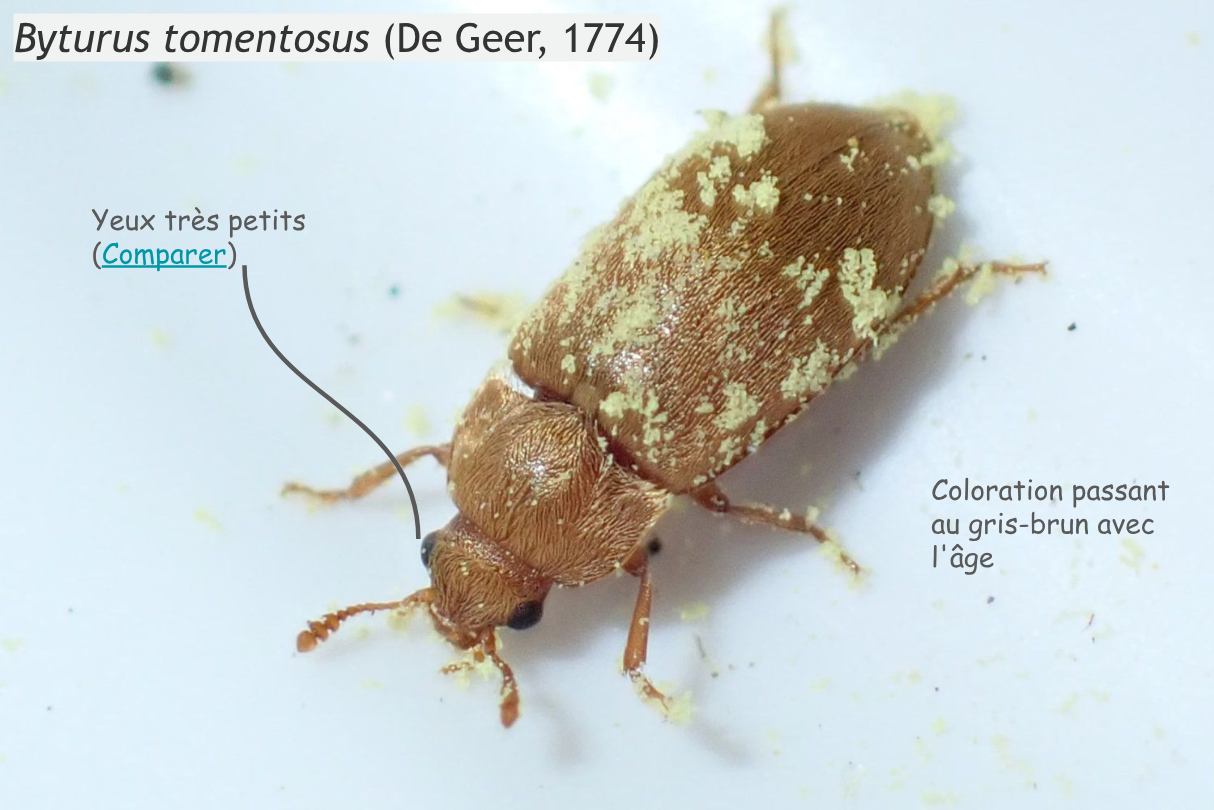 Byturus tomentosus (De Geer, 1774)
Yeux très petits
(Comparer)
Coloration passant
au gris-brun avec
l'âge